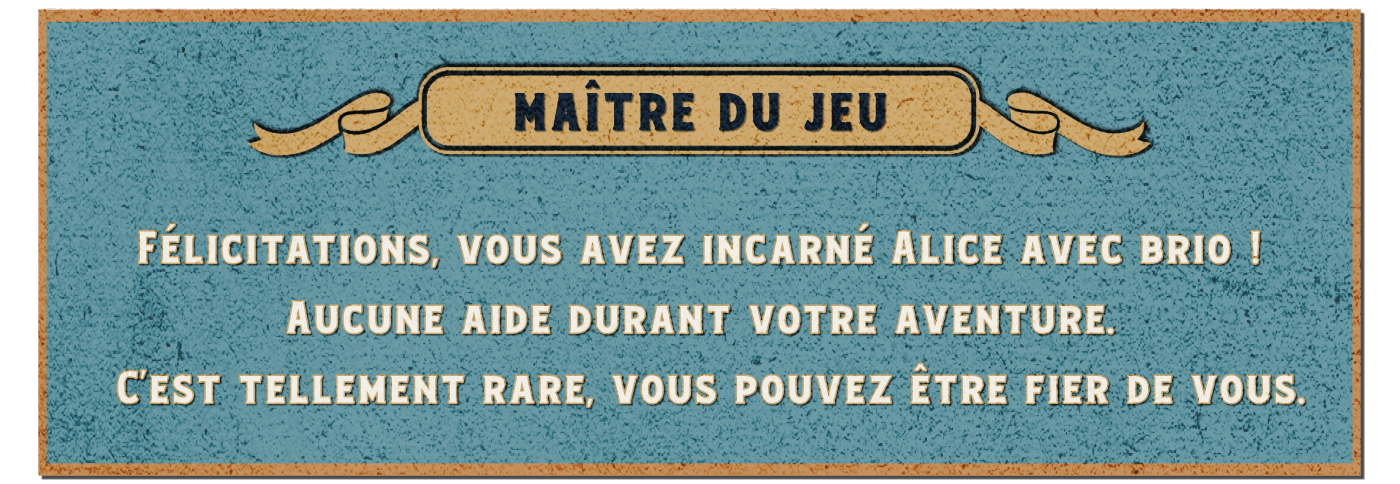 MAÎTRE DU JEU
Félicitations, vous avez incarné Alice avec brio !
Aucune aide durant votre aventure.
C'est tellement rare, vous pouvez être fier de vous.